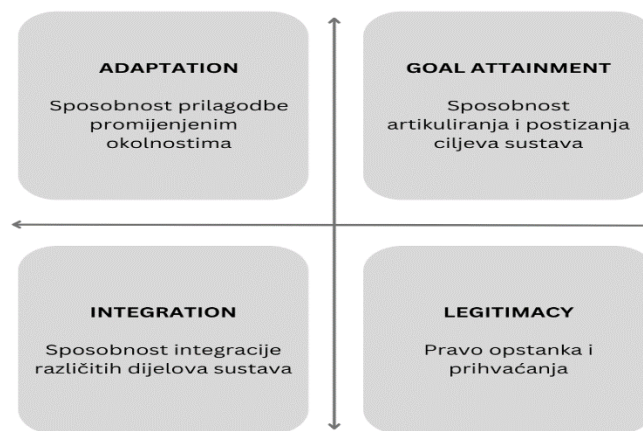 ADAPTATION
Sposobnost prilagodbe
promijenjenim
okolnostima
GOAL ATTAINMENT
Sposobnost
artikuliranja i postizanja
ciljeva sustava
INTEGRATION
Sposobnost integracije
različitih dijelova sustava
LEGITIMACY
Pravo opstanka i
prihvaćanja